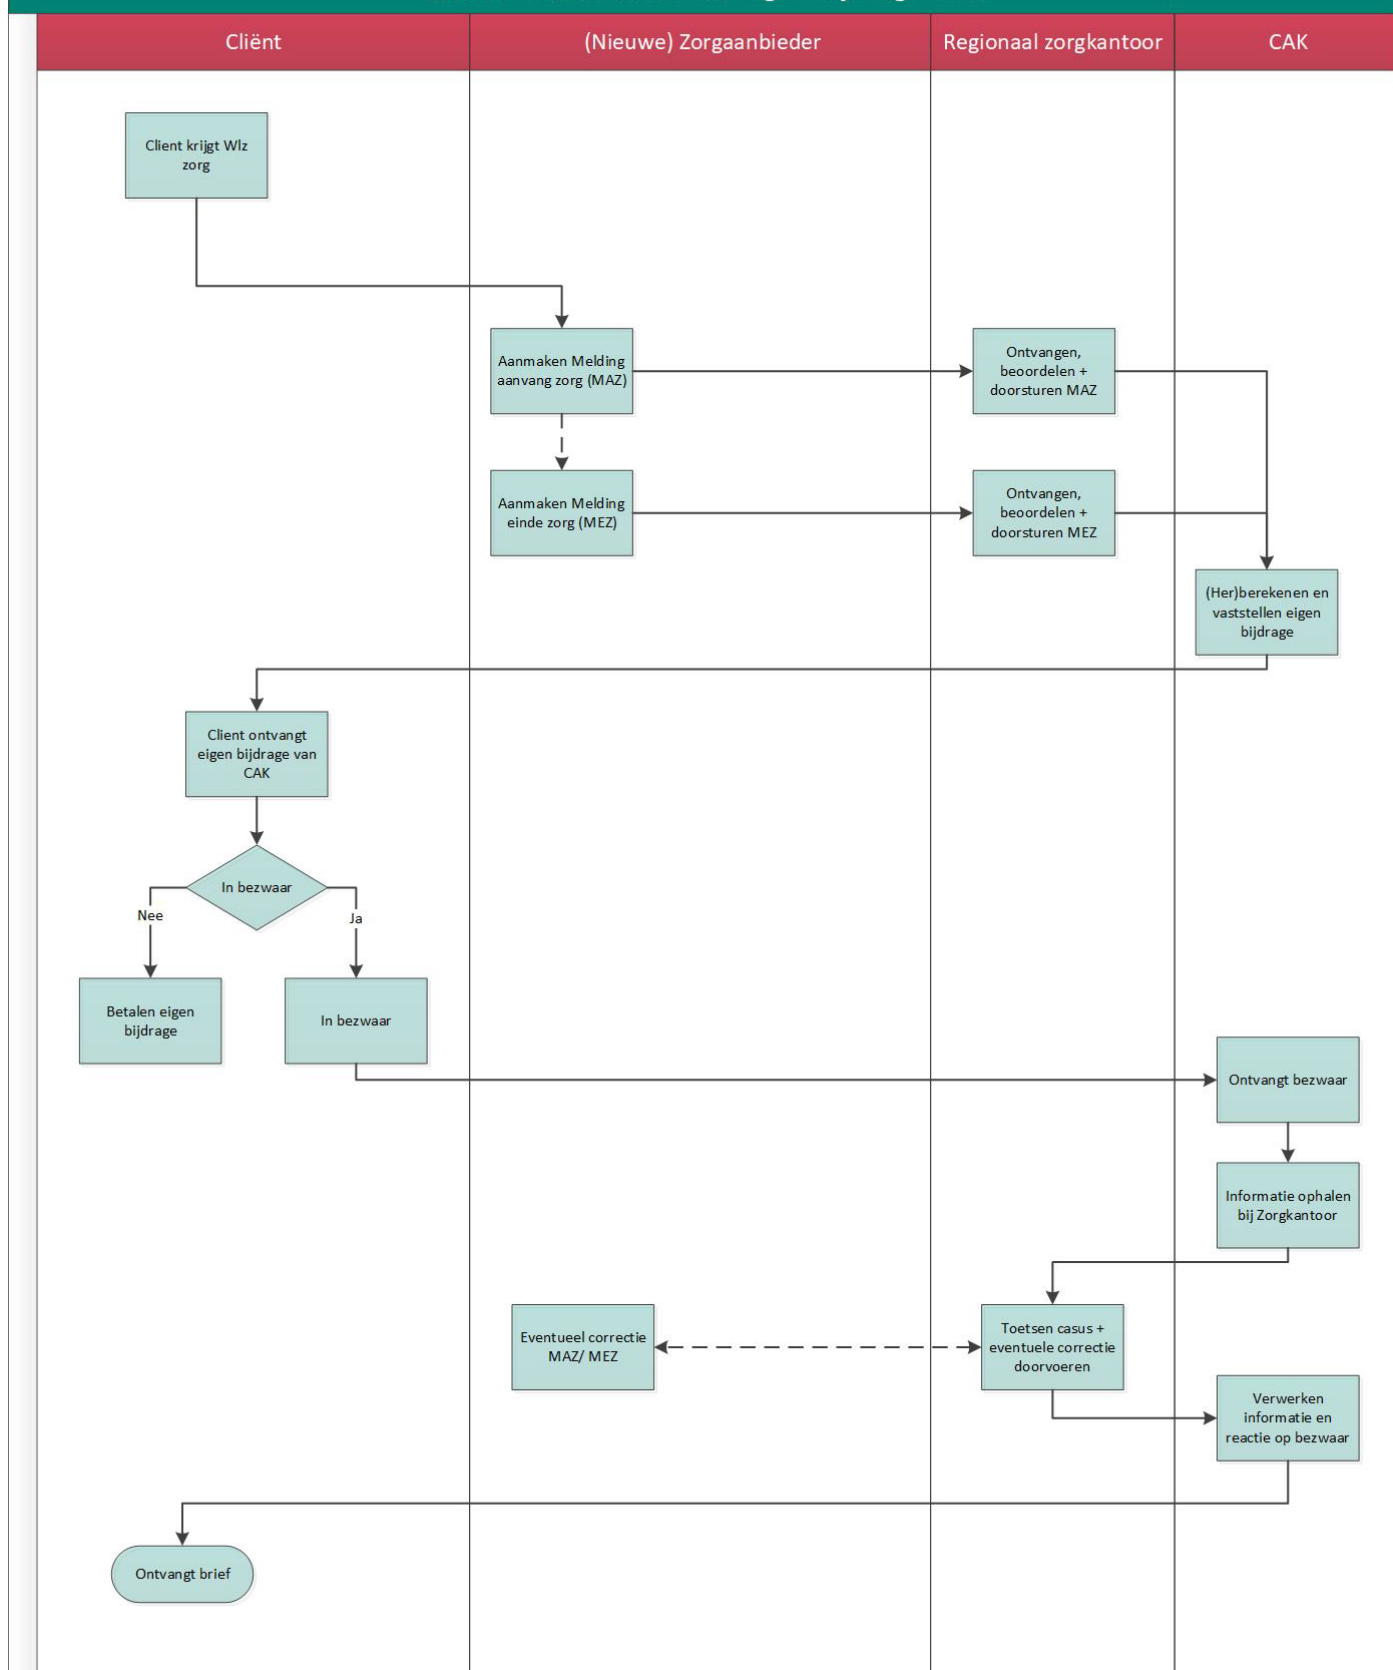 Cliënt
(Nieuwe) Zorgaanbieder
Regionaal zorgkantoor
CAK
Client krijgt Wlz
zorg
Aanmaken Melding
aanvang zorg (MAZ)
Ontvangen,
beoordelen +
doorsturen MAZ
Aanmaken Melding
einde zorg (MEZ)
Ontvangen,
beoordelen +
doorsturen MEZ
(Her)berekenen en
vaststellen eigen
bijdrage
Client ontvangt
eigen bijdrage van
CAK
In bezwaar
Nee
Ja
Betalen eigen
bijdrage
In bezwaar
Ontvangt bezwaar
Informatie ophalen
bij Zorgkantoor
Eventueel correctie
MAZ/ MEZ
Toetsen casus +
eventuele correctie
doorvoeren
Verwerken
informatie en
reactie op bezwaar
Ontvangt brief